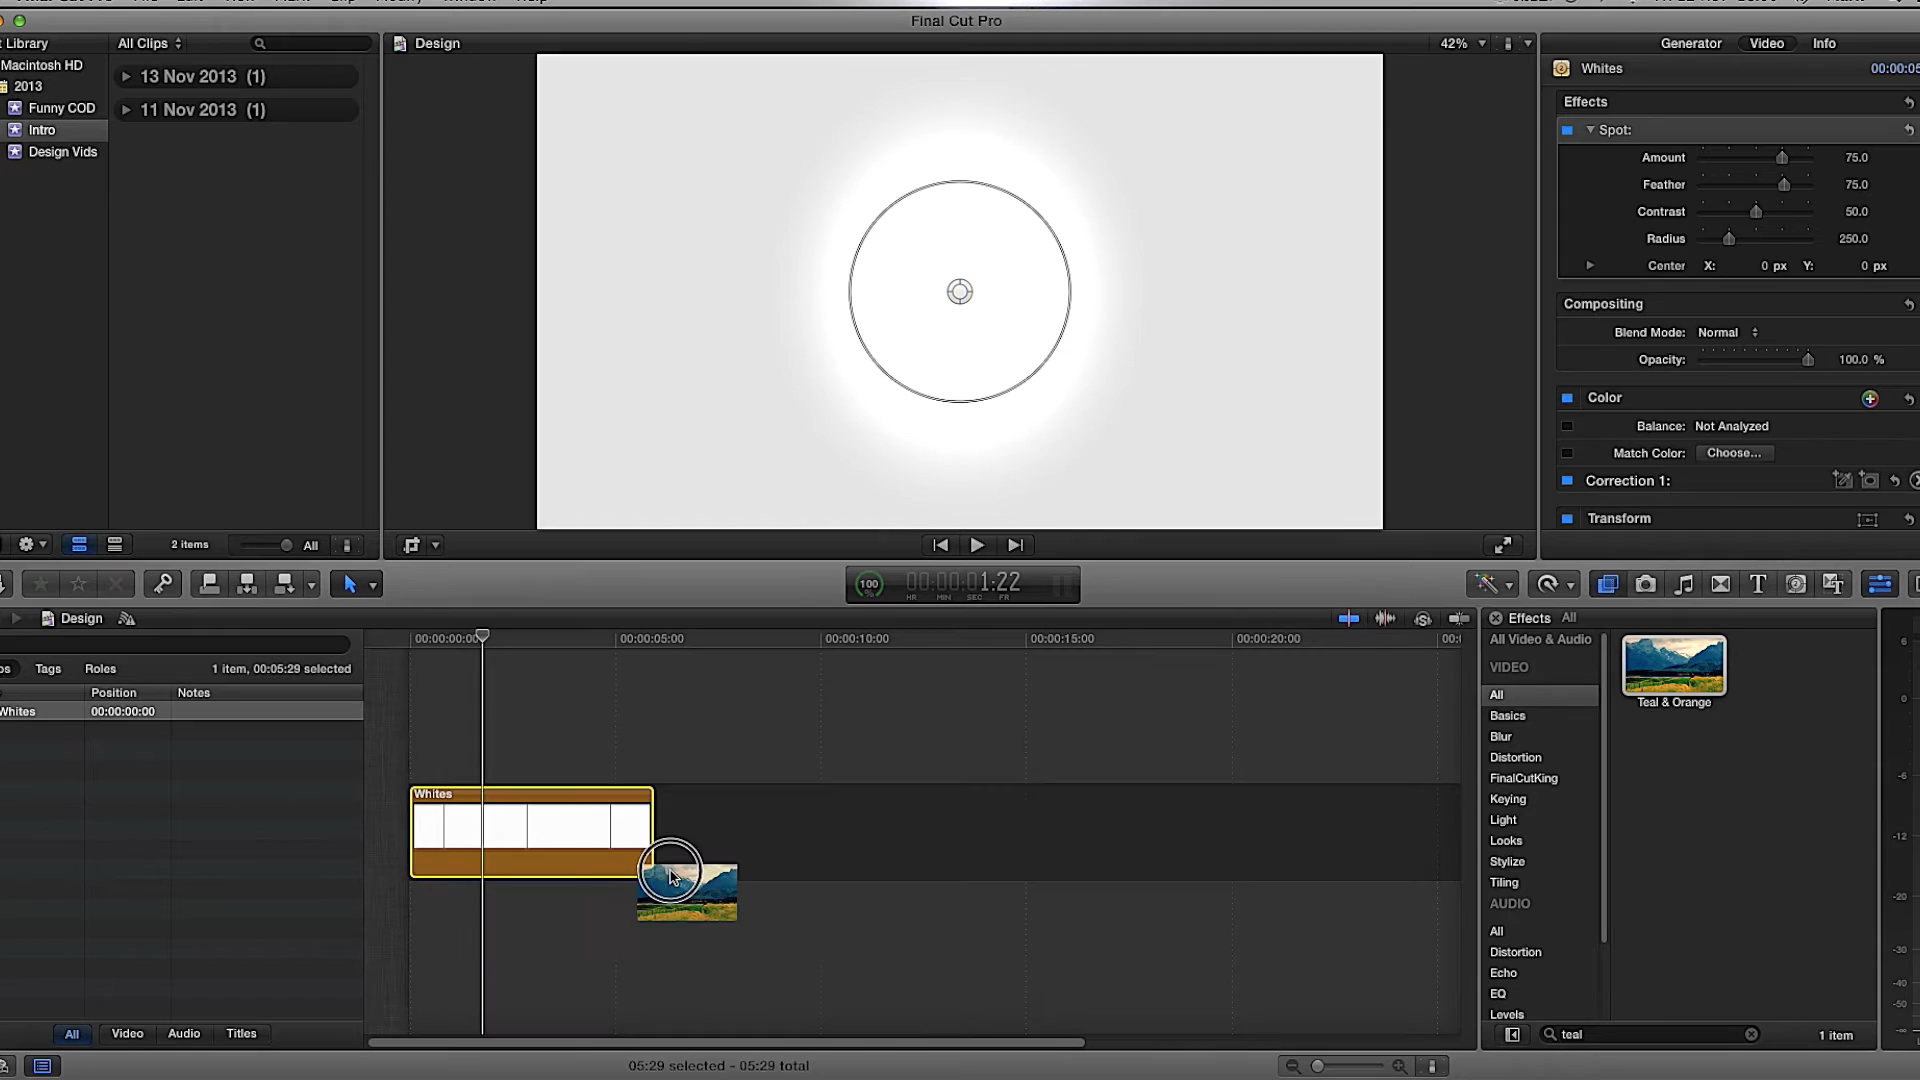 Final Cut Pro
Library
All Clips
Design
42%
Generator
Video
Info
Macintosh HD
13 Nov 2013 (1)
Whites
00:00:05
2013
Effects
Funny COD
11 Nov 2013 (1)
Intro
Spot:
Design Vids
Amount
75.0
Feather
75.0
Contrast
50.0
Radius
250.0
Center
X:
0 px
Y:
0 px
Compositing
Blend Mode:
Normal
Opacity:
100.0 %
Color
Balance:
Not Analyzed
Match Color:
Choose...
Correction 1:
Transform
2 items
All
100
%
00:00:01:22
HR
MIN
SEC
FR
Design
Effects
All
00:00:00:00
00:00:05:00
00:00:10:00
00:00:15:00
00:00:20:00
All Video & Audio
Tags
Roles
1 item, 00:05:29 selected
VIDEO
Position
Notes
All
Teal & Orange
Whites
00:00:00:00
Basics
Blur
Distortion
FinalCutKing
Keying
Whites
Light
Looks
Stylize
Tiling
AUDIO
All
Distortion
Echo
EQ
Levels
6
0
-6
-12
-20
-30
-40
-50
All
Video
Audio
Titles
teal
1 item
05:29 selected - 05:29 total